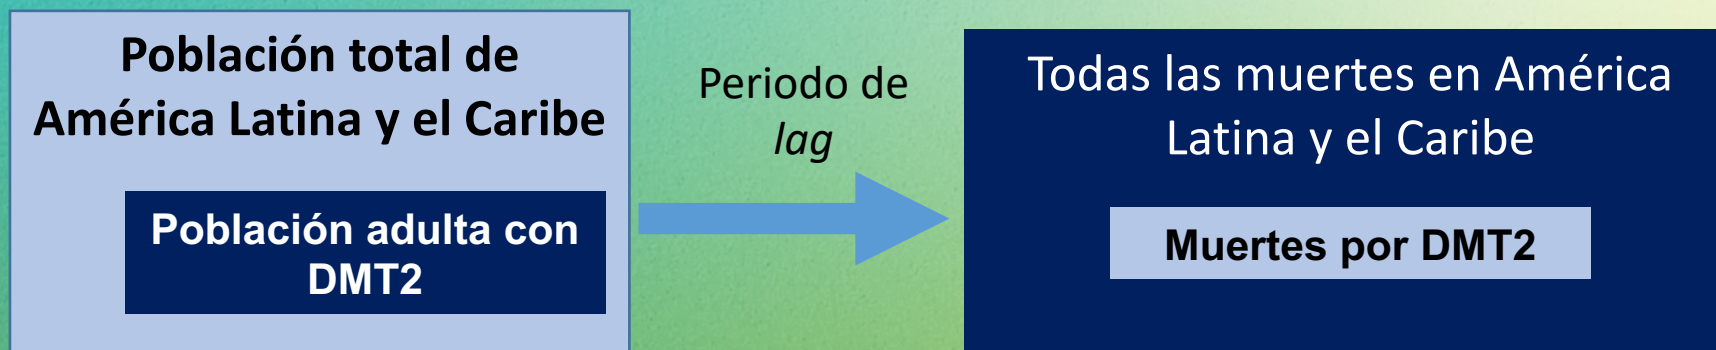 Población total de
América Latina y el Caribe
Población adulta con
DMT2
Periodo de
lag
Todas las muertes en América
Latina y el Caribe
Muertes por DMT2